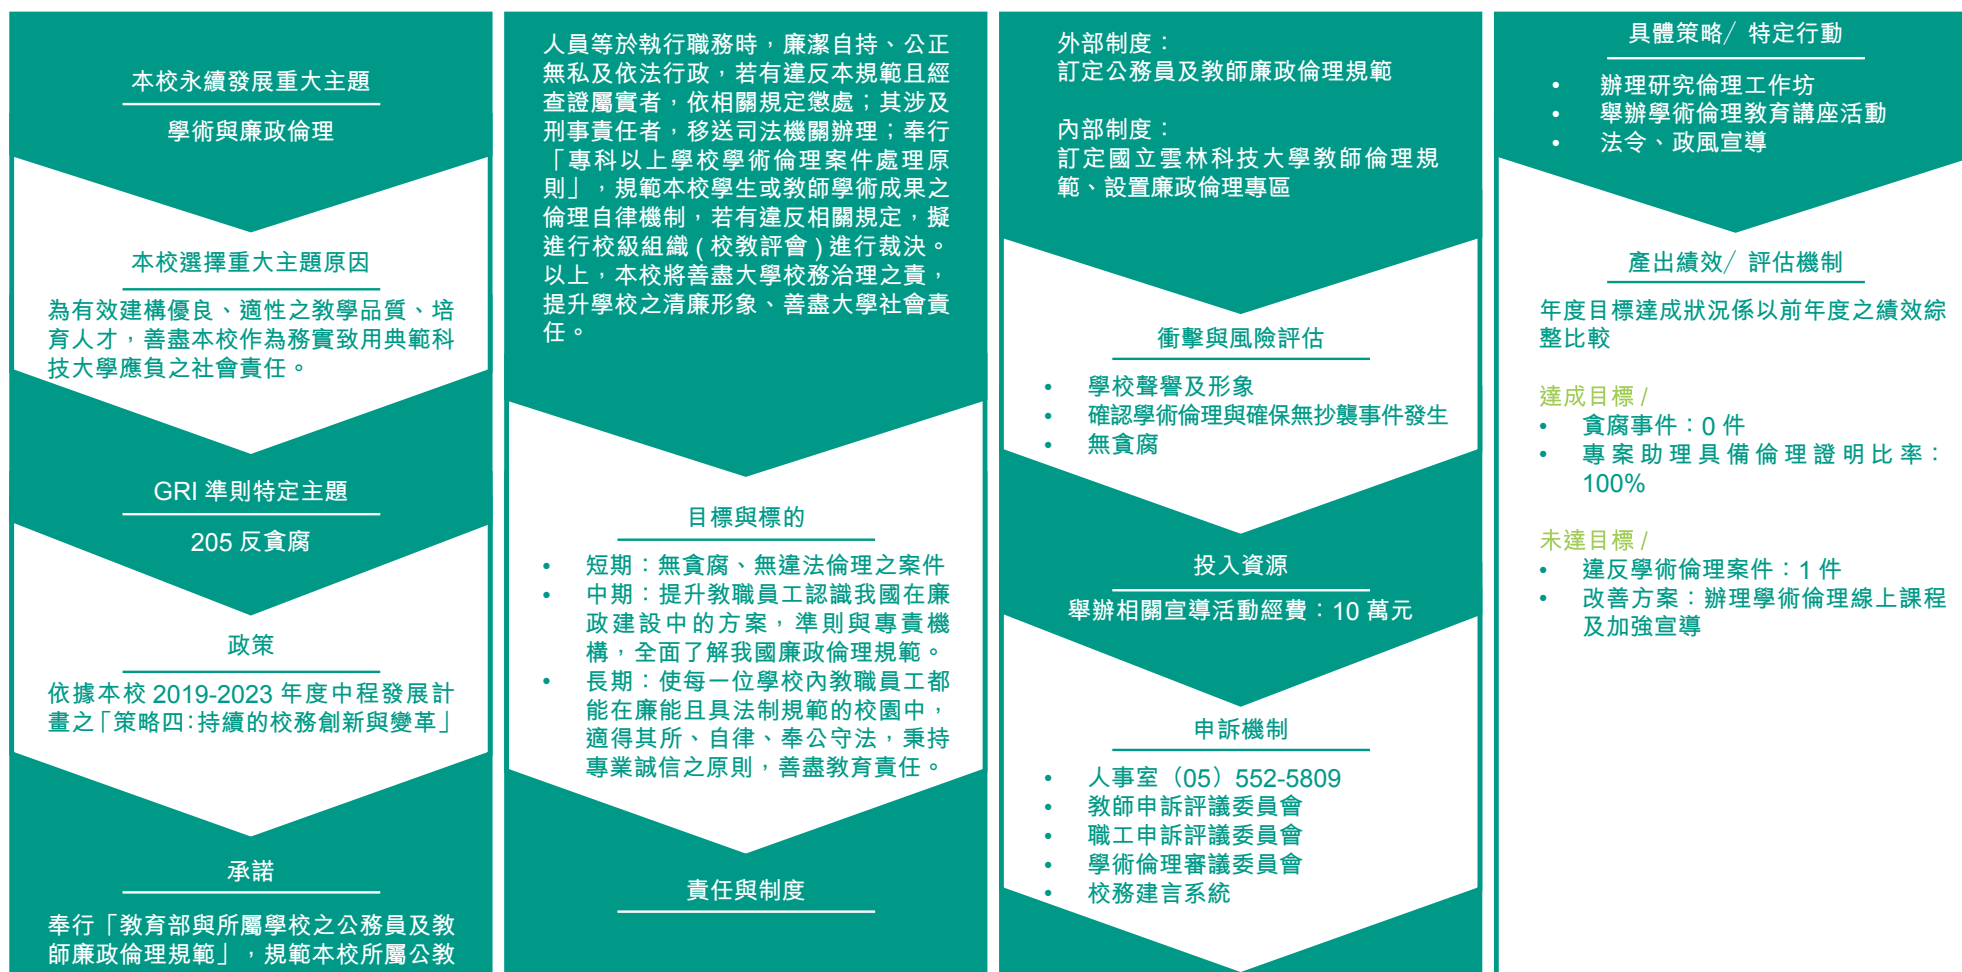 本校永續發展重大主題
學術與廉政倫理
本校選擇重大主題原因
為有效建構優良、適性之教學品質、培
育人才，善盡本校作為務實致用典範科
技大學應負之社會責任。
GRI 準則特定主題
205 反貪腐
政策
依據本校 2019-2023 年度中程發展計
畫之「策略四：持續的校務創新與變革」
承諾
奉行「教育部與所屬學校之公務員及教
師廉政倫理規範」，規範本校所屬公教
人員等於執行職務時，廉潔自持、公正
無私及依法行政，若有違反本規範且經
查證屬實者，依相關規定懲處；其涉及
刑事責任者，移送司法機關辦理；奉行
「專科以上學校學術倫理案件處理原
則」，規範本校學生或教師學術成果之
倫理自律機制，若有違反相關規定，擬
進行校級組織 ( 校教評會 ) 進行裁決。
以上，本校將善盡大學校務治理之責，
提升學校之清廉形象、善盡大學社會責
任。
目標與標的
• 短期：無貪腐、無違法倫理之案件
• 中期：提升教職員工認識我國在廉
政建設中的方案，準則與專責機
構，全面了解我國廉政倫理規範。
• 長期：使每一位學校內教職員工都
能在廉能且具法制規範的校園中，
適得其所、自律、奉公守法，秉持
專業誠信之原則，善盡教育責任。
責任與制度
外部制度：
訂定公務員及教師廉政倫理規範
內部制度：
訂定國立雲林科技大學教師倫理規
範、設置廉政倫理專區
衝擊與風險評估
• 學校聲譽及形象
• 確認學術倫理與確保無抄襲事件發生
• 無貪腐
投入資源
舉辦相關宣導活動經費：10 萬元
申訴機制
• 人事室（05）552-5809
• 教師申訴評議委員會
• 職工申訴評議委員會
• 學術倫理審議委員會
• 校務建言系統
具體策略/ 特定行動
• 辦理研究倫理工作坊
• 舉辦學術倫理教育講座活動
• 法令、政風宣導
產出績效/ 評估機制
年度目標達成狀況係以前年度之績效綜
整比較
達成目標 /
• 貪腐事件：0 件
• 專案助理具備倫理證明比率：
100%
未達目標 /
• 違反學術倫理案件：1 件
• 改善方案：辦理學術倫理線上課程
及加強宣導